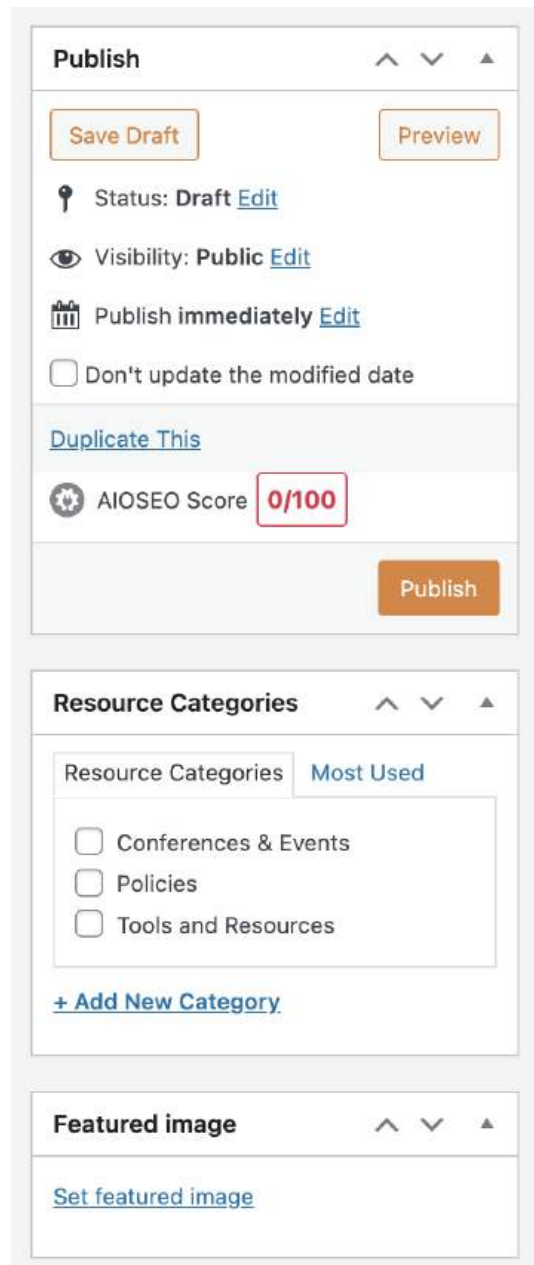 Publish
Save Draft Preview
Status: Draft Edit
Visibility: Public Edit
Publish immediately Edit
Don't update the modified date
Duplicate This
AIOSEO Score 0/100
Publish
Resource Categories
Resource Categories Most Used
Conferences & Events
Policies
Tools and Resources
+ Add New Category
Featured image
Set featured image